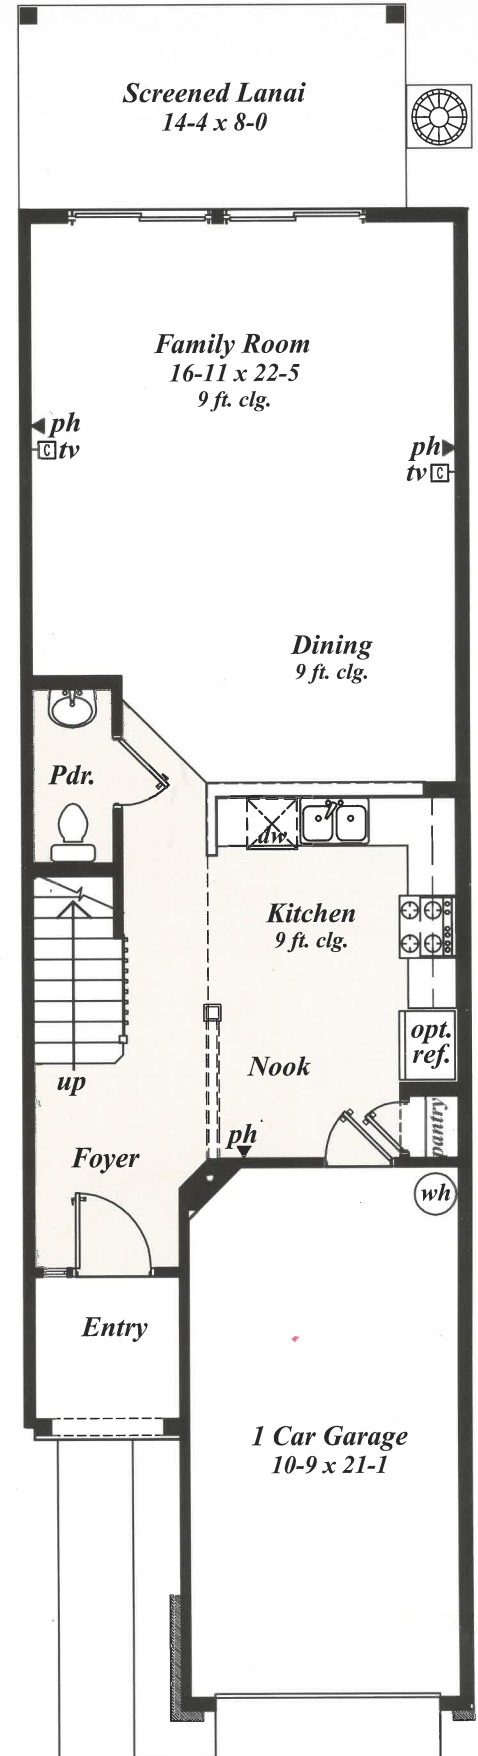 Screened Lanai
14-4 x 8-0
Family Room
16-11 x 22-5
9 ft. clg.
ph
C tv
ph
tv C
Dining
9 ft. clg.
Pdr.
dw
Kitchen
9 ft. clg.
opt.
ref.
Nook
up
pantry
ph
Foyer
wh
Entry
1 Car Garage
10-9 x 21-1